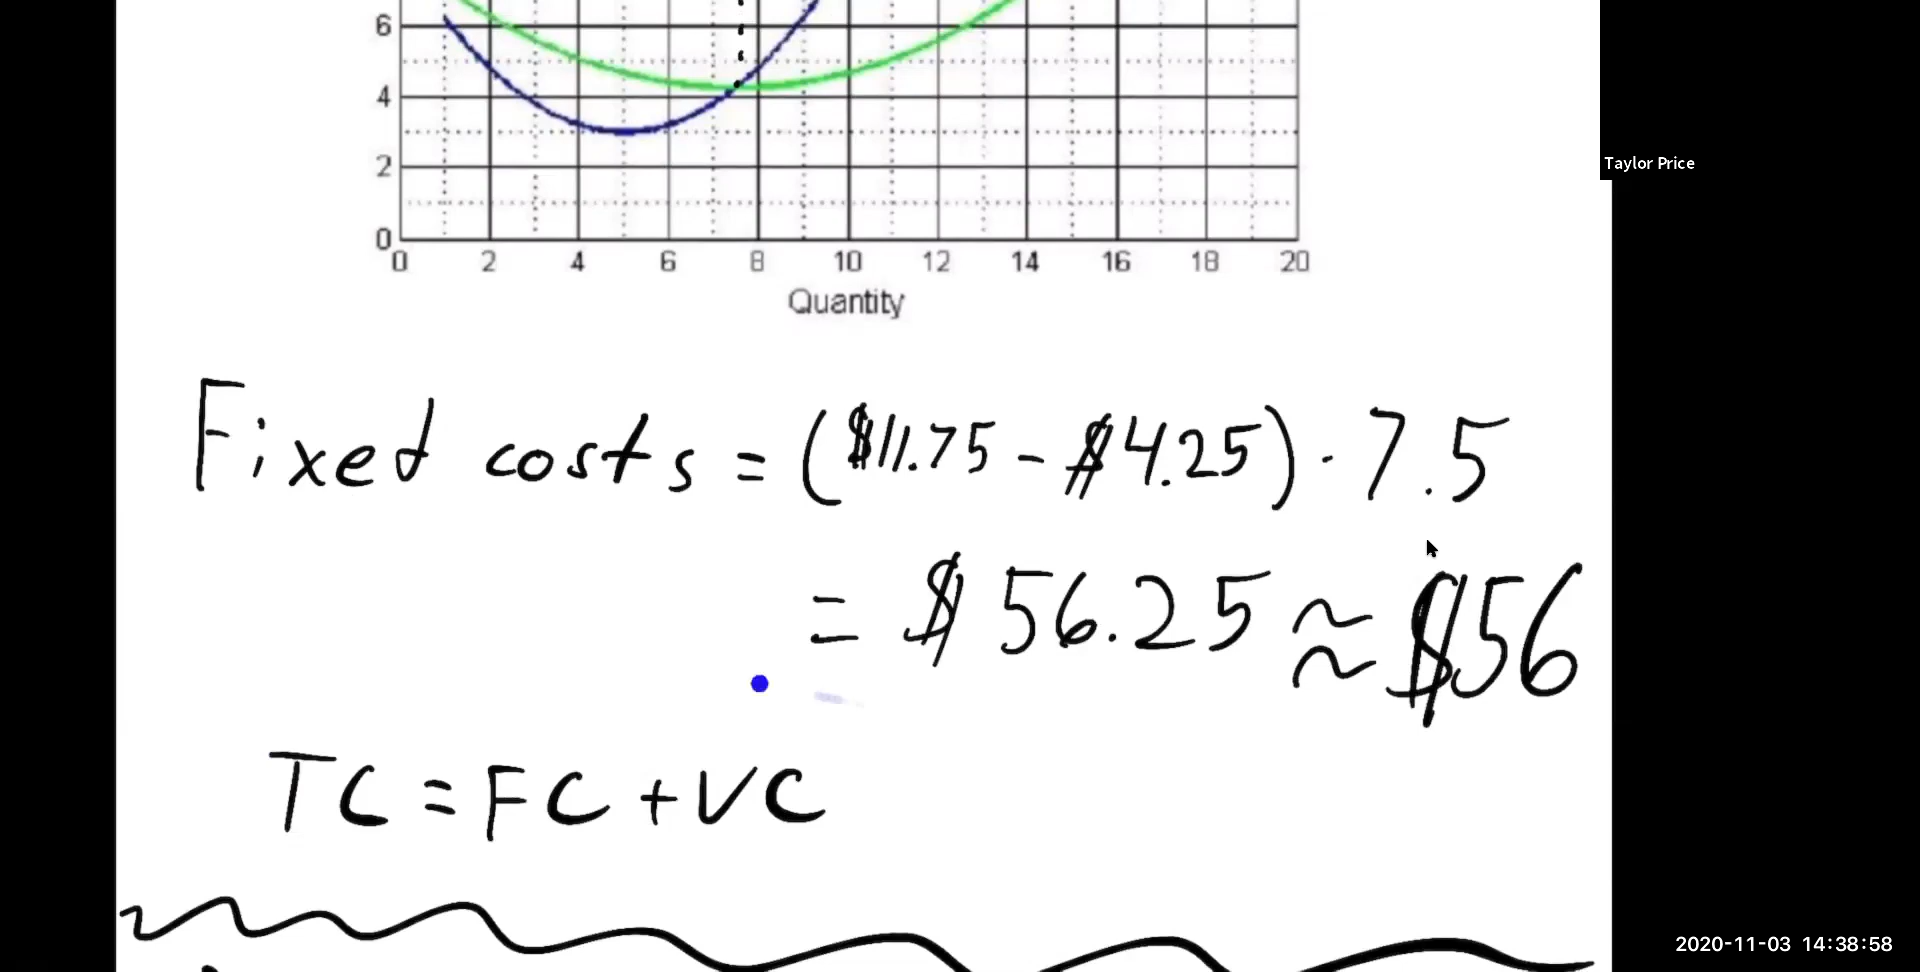 6
4
2
0
0 2 4 6 8 10 12 14 16 18 20
Quantity
Taylor Price
Fixed costs = ($11.75 - $4.25) · 7.5
= $56.25 ≈ $56
TC = FC + VC
2020-11-03 14:38:58